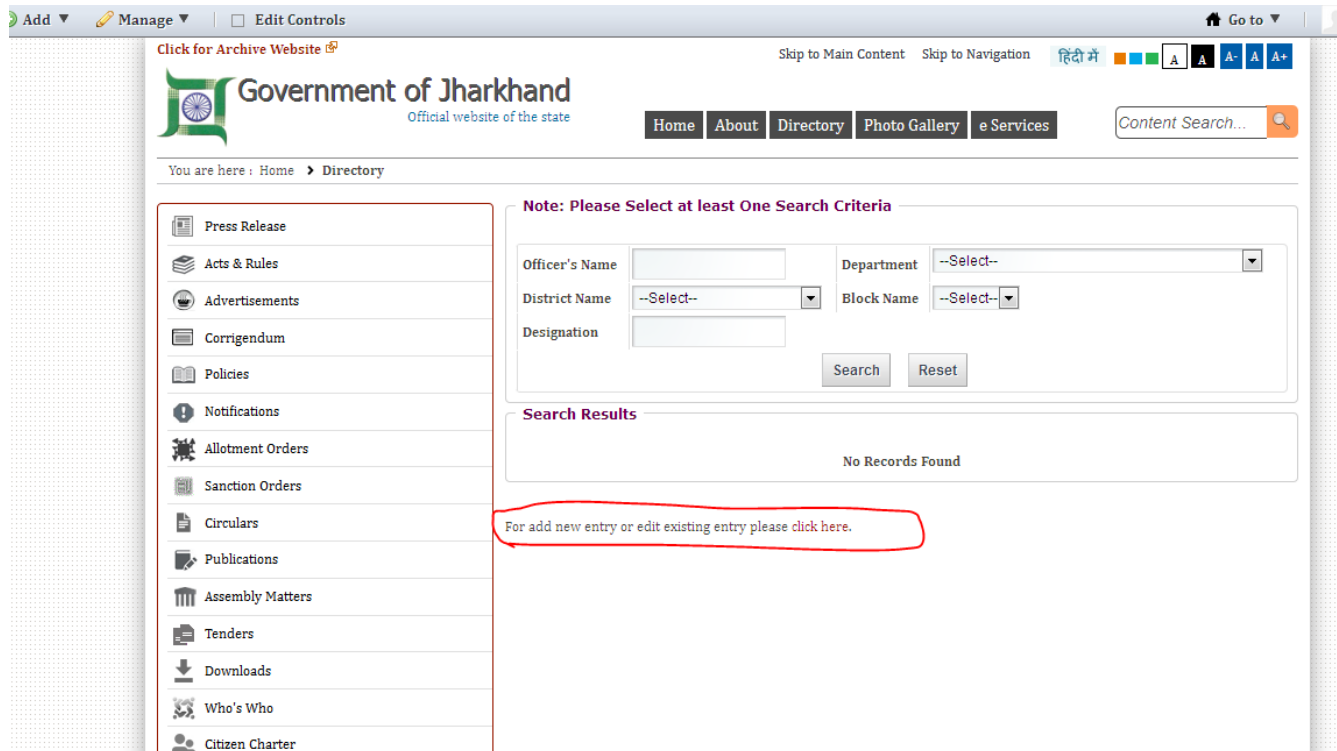 Add ▼ Manage ▼ Edit Controls Go to ▼
Click for Archive Website
Skip to Main Content Skip to Navigation हिंदी में A A A- A A+
Government of Jharkhand
Official website of the state
Home About Directory Photo Gallery e Services Content Search...
You are here : Home > Directory
Press Release
Acts & Rules
Advertisements
Corrigendum
Policies
Notifications
Allotment Orders
Sanction Orders
Circulars
Publications
Assembly Matters
Tenders
Downloads
Who's Who
Citizen Charter
Note: Please Select at least One Search Criteria
Officer's Name Department --Select--
District Name --Select-- Block Name --Select--
Designation
Search Reset
Search Results
No Records Found
For add new entry or edit existing entry please click here.